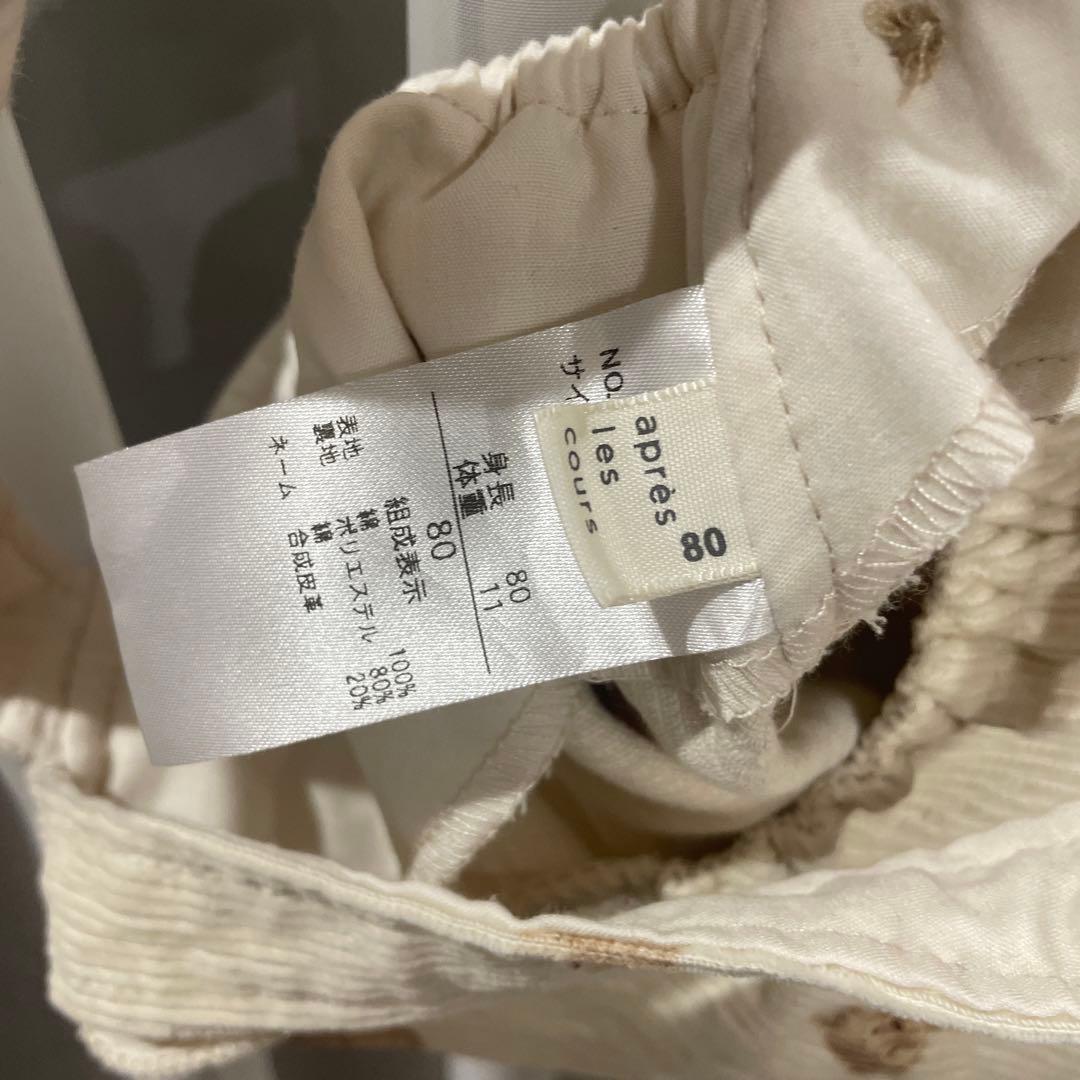 après
les
cours
80
NO.
サイ
80
身長 80
体重 11
組成表示
表地 綿 100%
裏地 ポリエステル 80%
綿 20%
ネーム 合成皮革